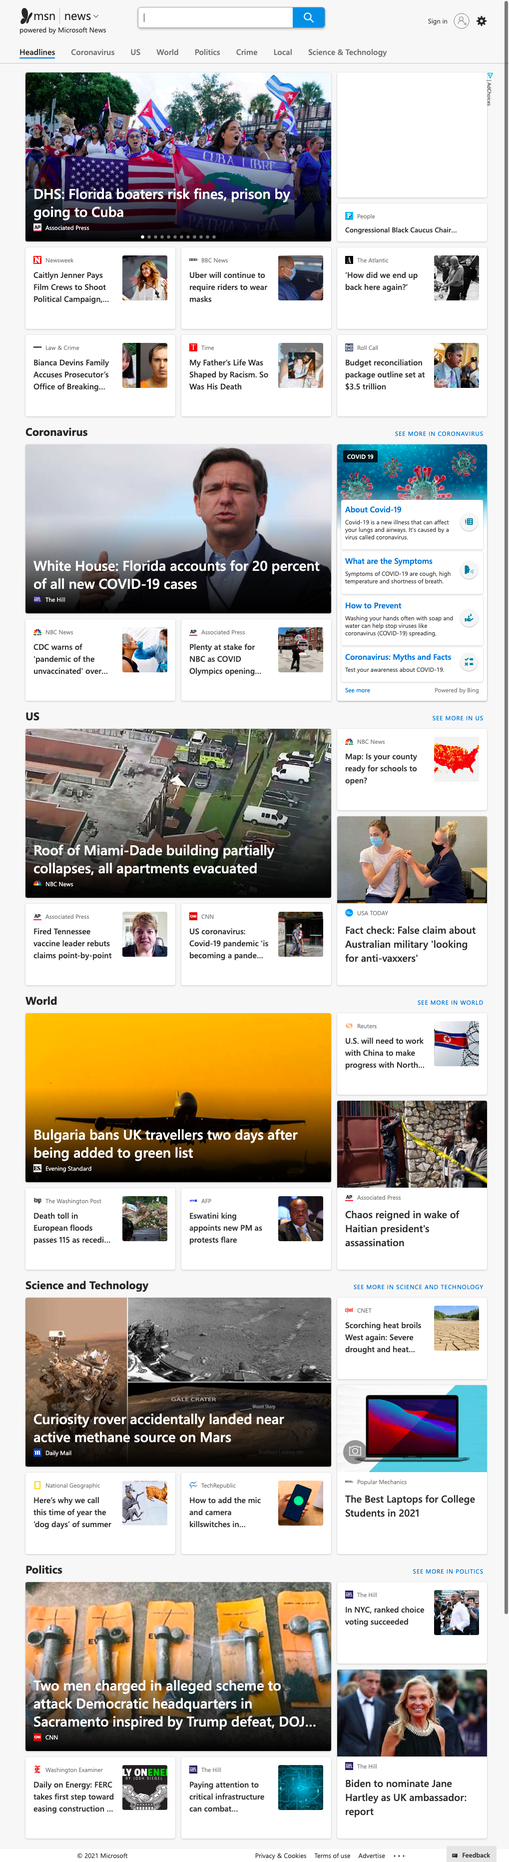 msn | news
powered by Microsoft News
Sign in
Headlines
Coronavirus
US
World
Politics
Crime
Local
Science & Technology
AdChoices
DHS: Florida boaters risk fines, prison by
going to Cuba
Associated Press
People
Congressional Black Caucus Chair...
Newsweek
Caitlyn Jenner Pays
Film Crews to Shoot
Political Campaign,...
BBC News
Uber will continue to
require riders to wear
masks
The Atlantic
'How did we end up
back here again?'
Law & Crime
Bianca Devins Family
Accuses Prosecutor's
Office of Breaking...
Time
My Father's Life Was
Shaped by Racism. So
Was His Death
Roll Call
Budget reconciliation
package outline set at
$3.5 trillion
Coronavirus
SEE MORE IN CORONAVIRUS
White House: Florida accounts for 20 percent
of all new COVID-19 cases
The Hill
COVID 19
About Covid-19
Covid-19 is a new illness that can affect
your lungs and airways. It's caused by a
virus called coronavirus.
What are the Symptoms
Symptoms of COVID-19 are cough, high
temperature and shortness of breath.
How to Prevent
Washing your hands often with soap and
water can help stop viruses like
coronavirus (COVID-19) spreading.
Coronavirus: Myths and Facts
Test your awareness about COVID-19.
See more
Powered by Bing
NBC News
CDC warns of
'pandemic of the
unvaccinated' over...
Associated Press
Plenty at stake for
NBC as COVID
Olympics opening...
US
SEE MORE IN US
Roof of Miami-Dade building partially
collapses, all apartments evacuated
NBC News
NBC News
Map: Is your county
ready for schools to
open?
USA TODAY
Fact check: False claim about
Australian military 'looking
for anti-vaxxers'
Associated Press
Fired Tennessee
vaccine leader rebuts
claims point-by-point
CNN
US coronavirus:
Covid-19 pandemic 'is
becoming a pande...
World
SEE MORE IN WORLD
Bulgaria bans UK travellers two days after
being added to green list
Evening Standard
Reuters
U.S. will need to work
with China to make
progress with North...
Associated Press
Chaos reigned in wake of
Haitian president's
assassination
The Washington Post
Death toll in
European floods
passes 115 as recedi...
AFP
Eswatini king
appoints new PM as
protests flare
Science and Technology
SEE MORE IN SCIENCE AND TECHNOLOGY
GALE CRATER
Mount Sharp
Curiosity rover accidentally landed near
active methane source on Mars
Daily Mail
CNET
Scorching heat broils
West again: Severe
drought and heat...
Popular Mechanics
The Best Laptops for College
Students in 2021
National Geographic
Here's why we call
this time of year the
'dog days' of summer
TechRepublic
How to add the mic
and camera
killswitches in...
Politics
SEE MORE IN POLITICS
Two men charged in alleged scheme to
attack Democratic headquarters in
Sacramento inspired by Trump defeat, DOJ...
CNN
The Hill
In NYC, ranked choice
voting succeeded
The Hill
Biden to nominate Jane
Hartley as UK ambassador:
report
Washington Examiner
Daily on Energy: FERC
takes first step toward
easing construction ...
The Hill
Paying attention to
critical infrastructure
can combat...
© 2021 Microsoft
Privacy & Cookies
Terms of use
Advertise
Feedback